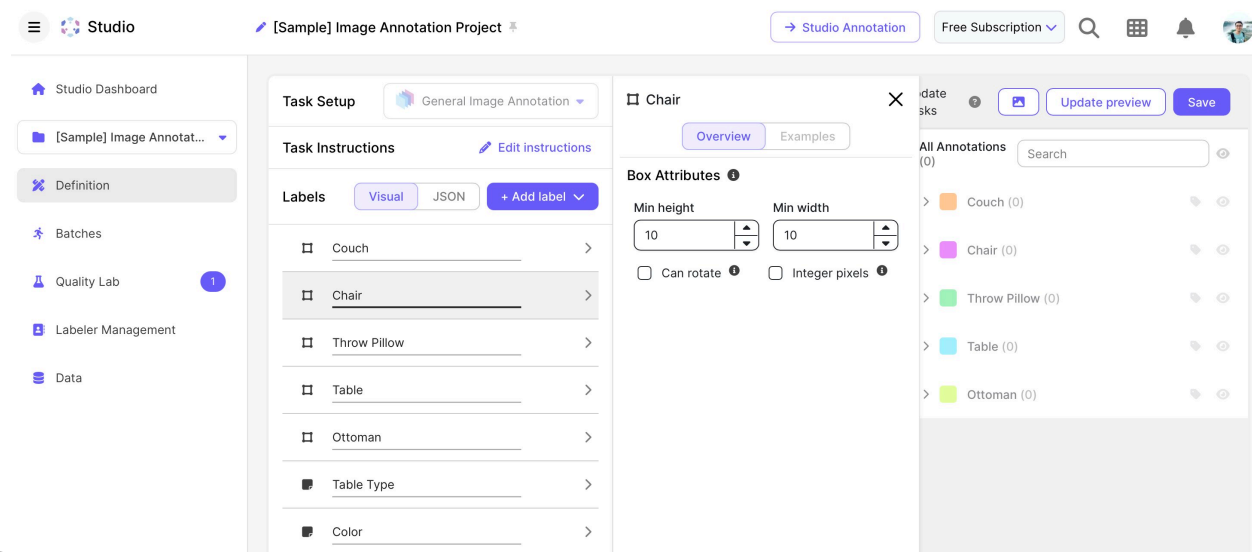 Studio
[Sample] Image Annotation Project
→ Studio Annotation
Free Subscription
Studio Dashboard
[Sample] Image Annotat...
Definition
Batches
Quality Lab
1
Labeler Management
Data
Task Setup
General Image Annotation
Task Instructions
Edit instructions
Labels
Visual
JSON
+ Add label
Couch
Chair
Throw Pillow
Table
Ottoman
Table Type
Color
Chair
Overview
Examples
Box Attributes
Min height
Min width
10
10
Can rotate
Integer pixels
Update preview
Save
All Annotations
(0)
Search
Couch (0)
Chair (0)
Throw Pillow (0)
Table (0)
Ottoman (0)